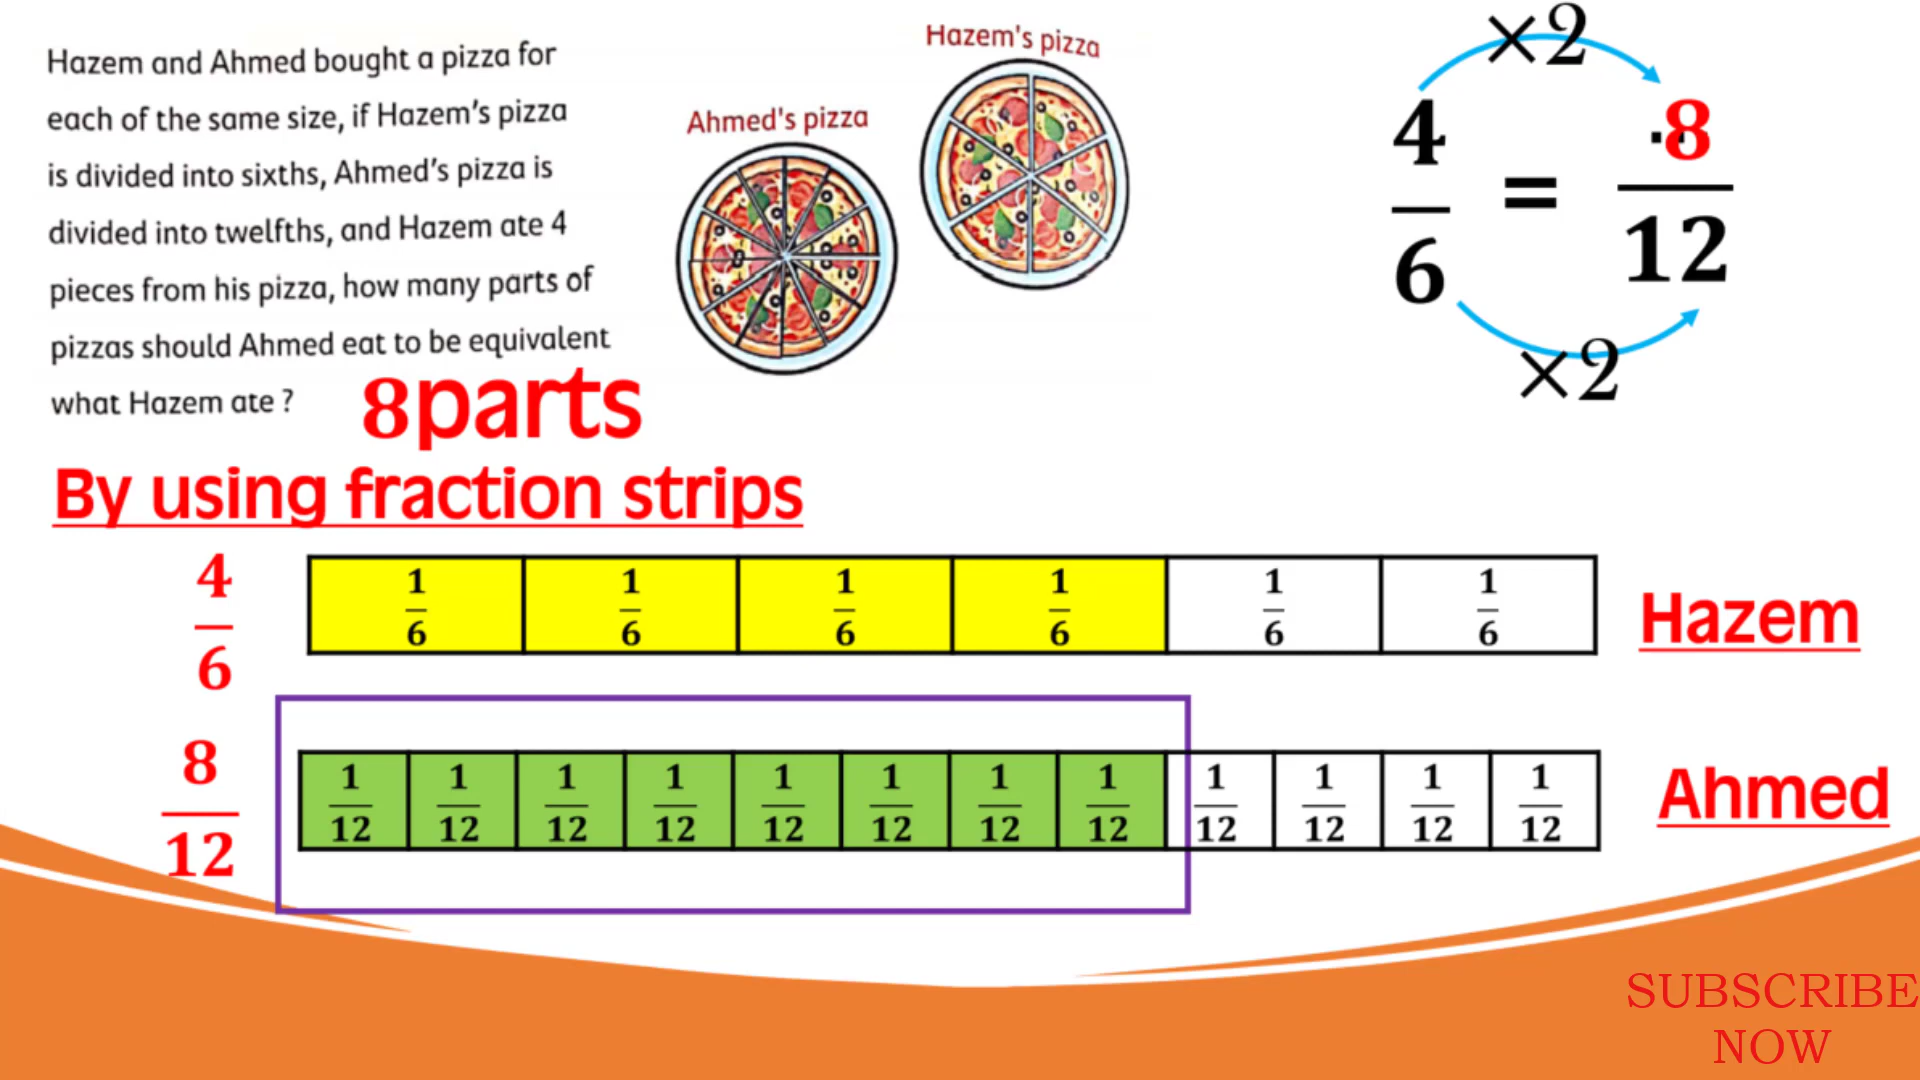 Hazem and Ahmed bought a pizza for
each of the same size, if Hazem's pizza
is divided into sixths, Ahmed's pizza is
divided into twelfths, and Hazem ate 4
pieces from his pizza, how many parts of
pizzas should Ahmed eat to be equivalent
what Hazem ate ?
8parts
Ahmed's pizza
Hazem's pizza
×2
4 8
= 
6 12
×2
By using fraction strips
4
6
1 1 1 1 1 1
6 6 6 6 6 6
Hazem
8
12
1 1 1 1 1 1 1 1 1 1 1 1
12 12 12 12 12 12 12 12 12 12 12 12
Ahmed
SUBSCRIBE
NOW